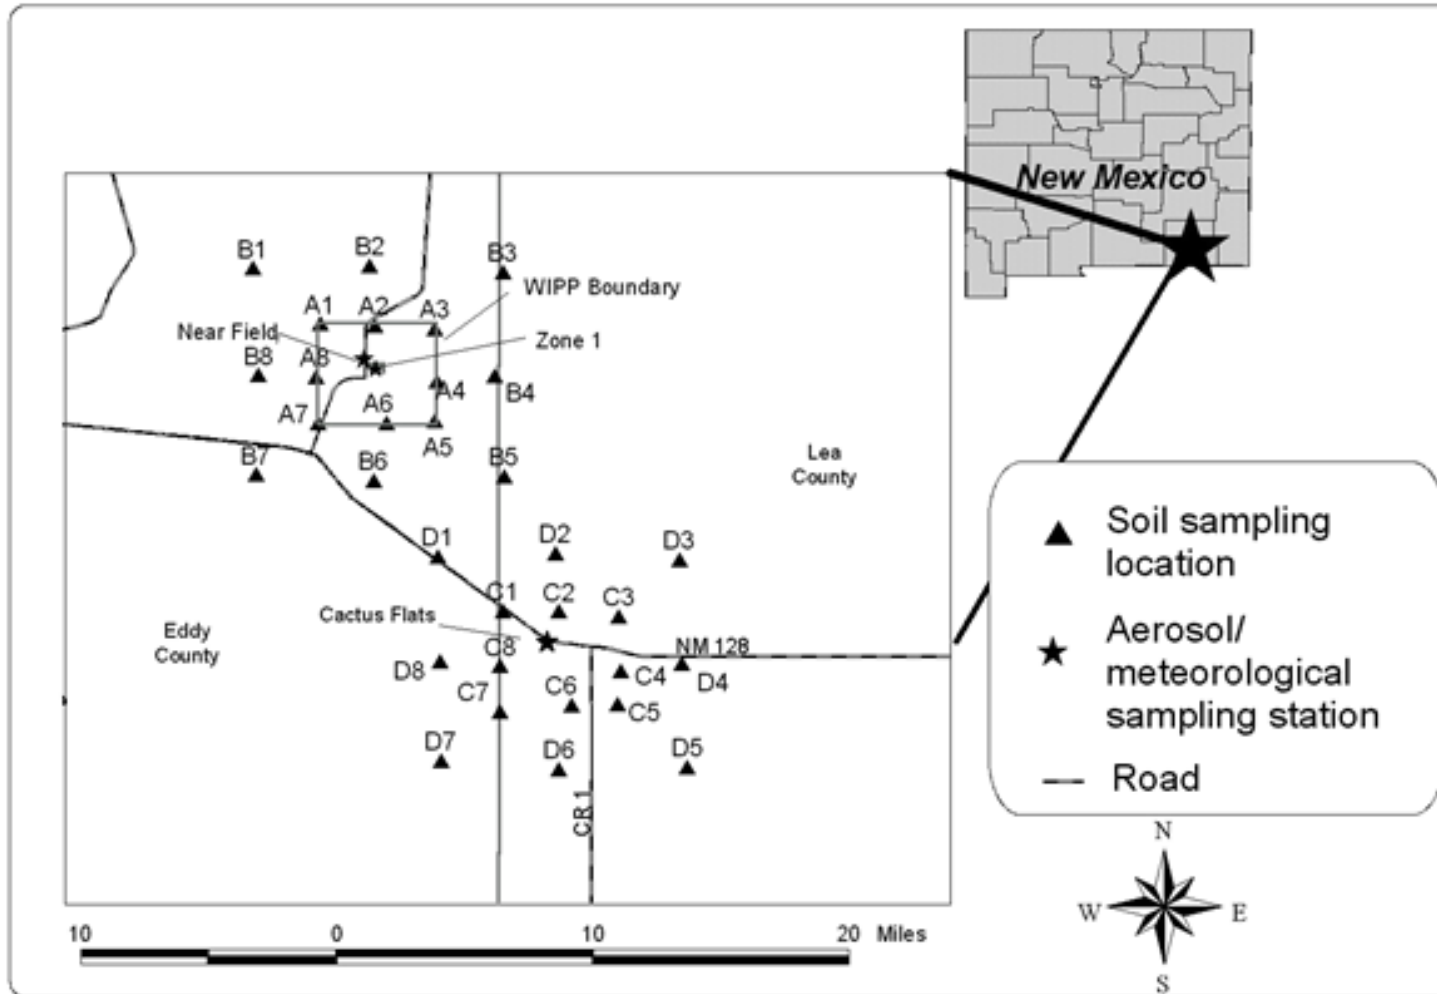 New Mexico
B1
B2
B3
WIPP Boundary
A1
A2
A3
Near Field
Zone 1
B8
A8
A4
B4
A7
A6
A5
B7
B6
B5
Lea
County
D1
D2
D3
C1
C2
C3
Cactus Flats
Eddy
County
C8
NM 128
D8
C7
C6
C4
C5
D4
D7
D6
D5
CR 1
Soil sampling
location
Aerosol/
meteorological
sampling station
Road
N
W
E
S
10
0
10
20
Miles